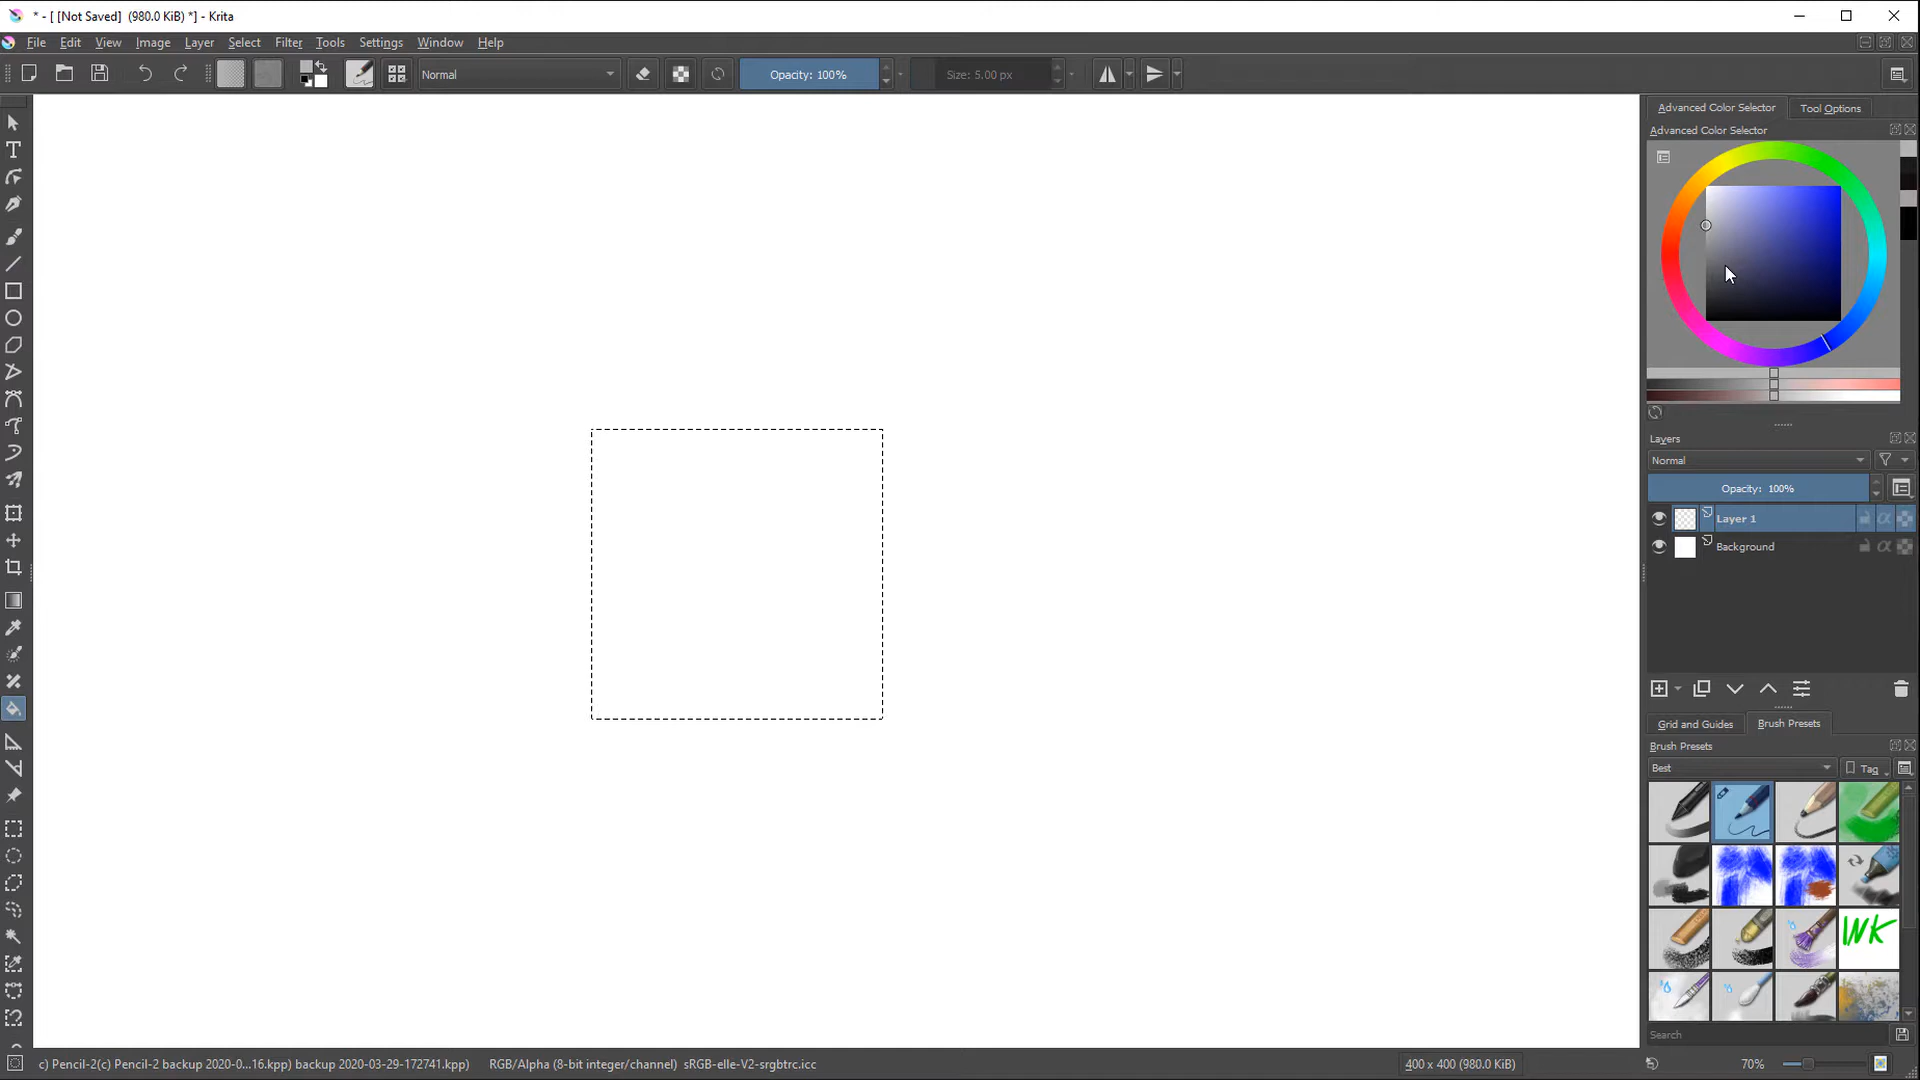 * - [ [Not Saved]  (980.0 KiB) *] - Krita
File Edit View Image Layer Select Filter Tools Settings Window Help
Normal
Opacity: 100%
Size: 5.00 px
Advanced Color Selector
Tool Options
Advanced Color Selector
Layers
Normal
Opacity: 100%
Layer 1
Background
Grid and Guides
Brush Presets
Brush Presets
Best
Tag
INK
Search
c) Pencil-2(c) Pencil-2 backup 2020-0...16.kpp) backup 2020-03-29-172741.kpp)
RGB/Alpha (8-bit integer/channel)  sRGB-elle-V2-srgbtrc.icc
400 x 400 (980.0 KiB)
70%